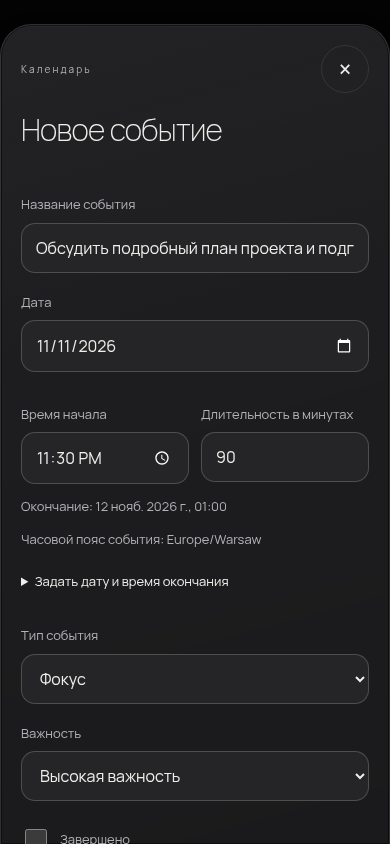 Календарь
Новое событие
Название события
Обсудить подробный план проекта и подг
Дата
11/11/2026
Время начала
Длительность в минутах
11:30 PM
90
Окончание: 12 нояб. 2026 г., 01:00
Часовой пояс события: Europe/Warsaw
Задать дату и время окончания
Тип события
Фокус
Важность
Высокая важность
Завершено